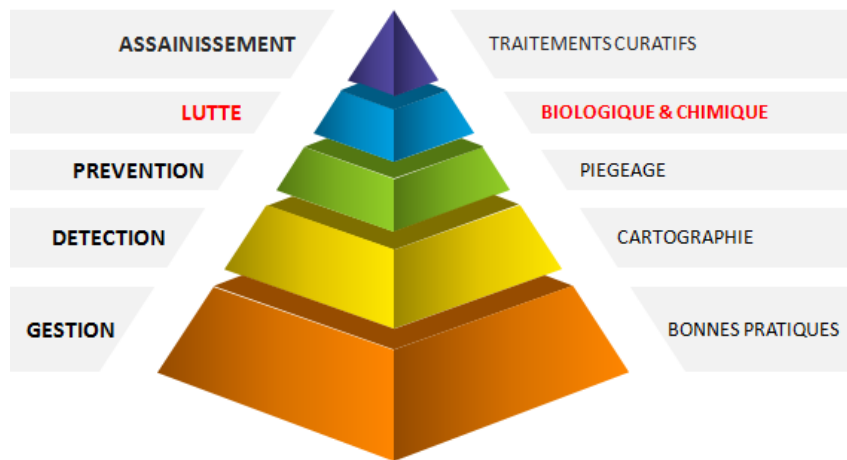 ASSAINISSEMENT TRAITEMENTS CURATIFS
LUTTE BIOLOGIQUE & CHIMIQUE
PREVENTION PIEGEAGE
DETECTION CARTOGRAPHIE
GESTION BONNES PRATIQUES